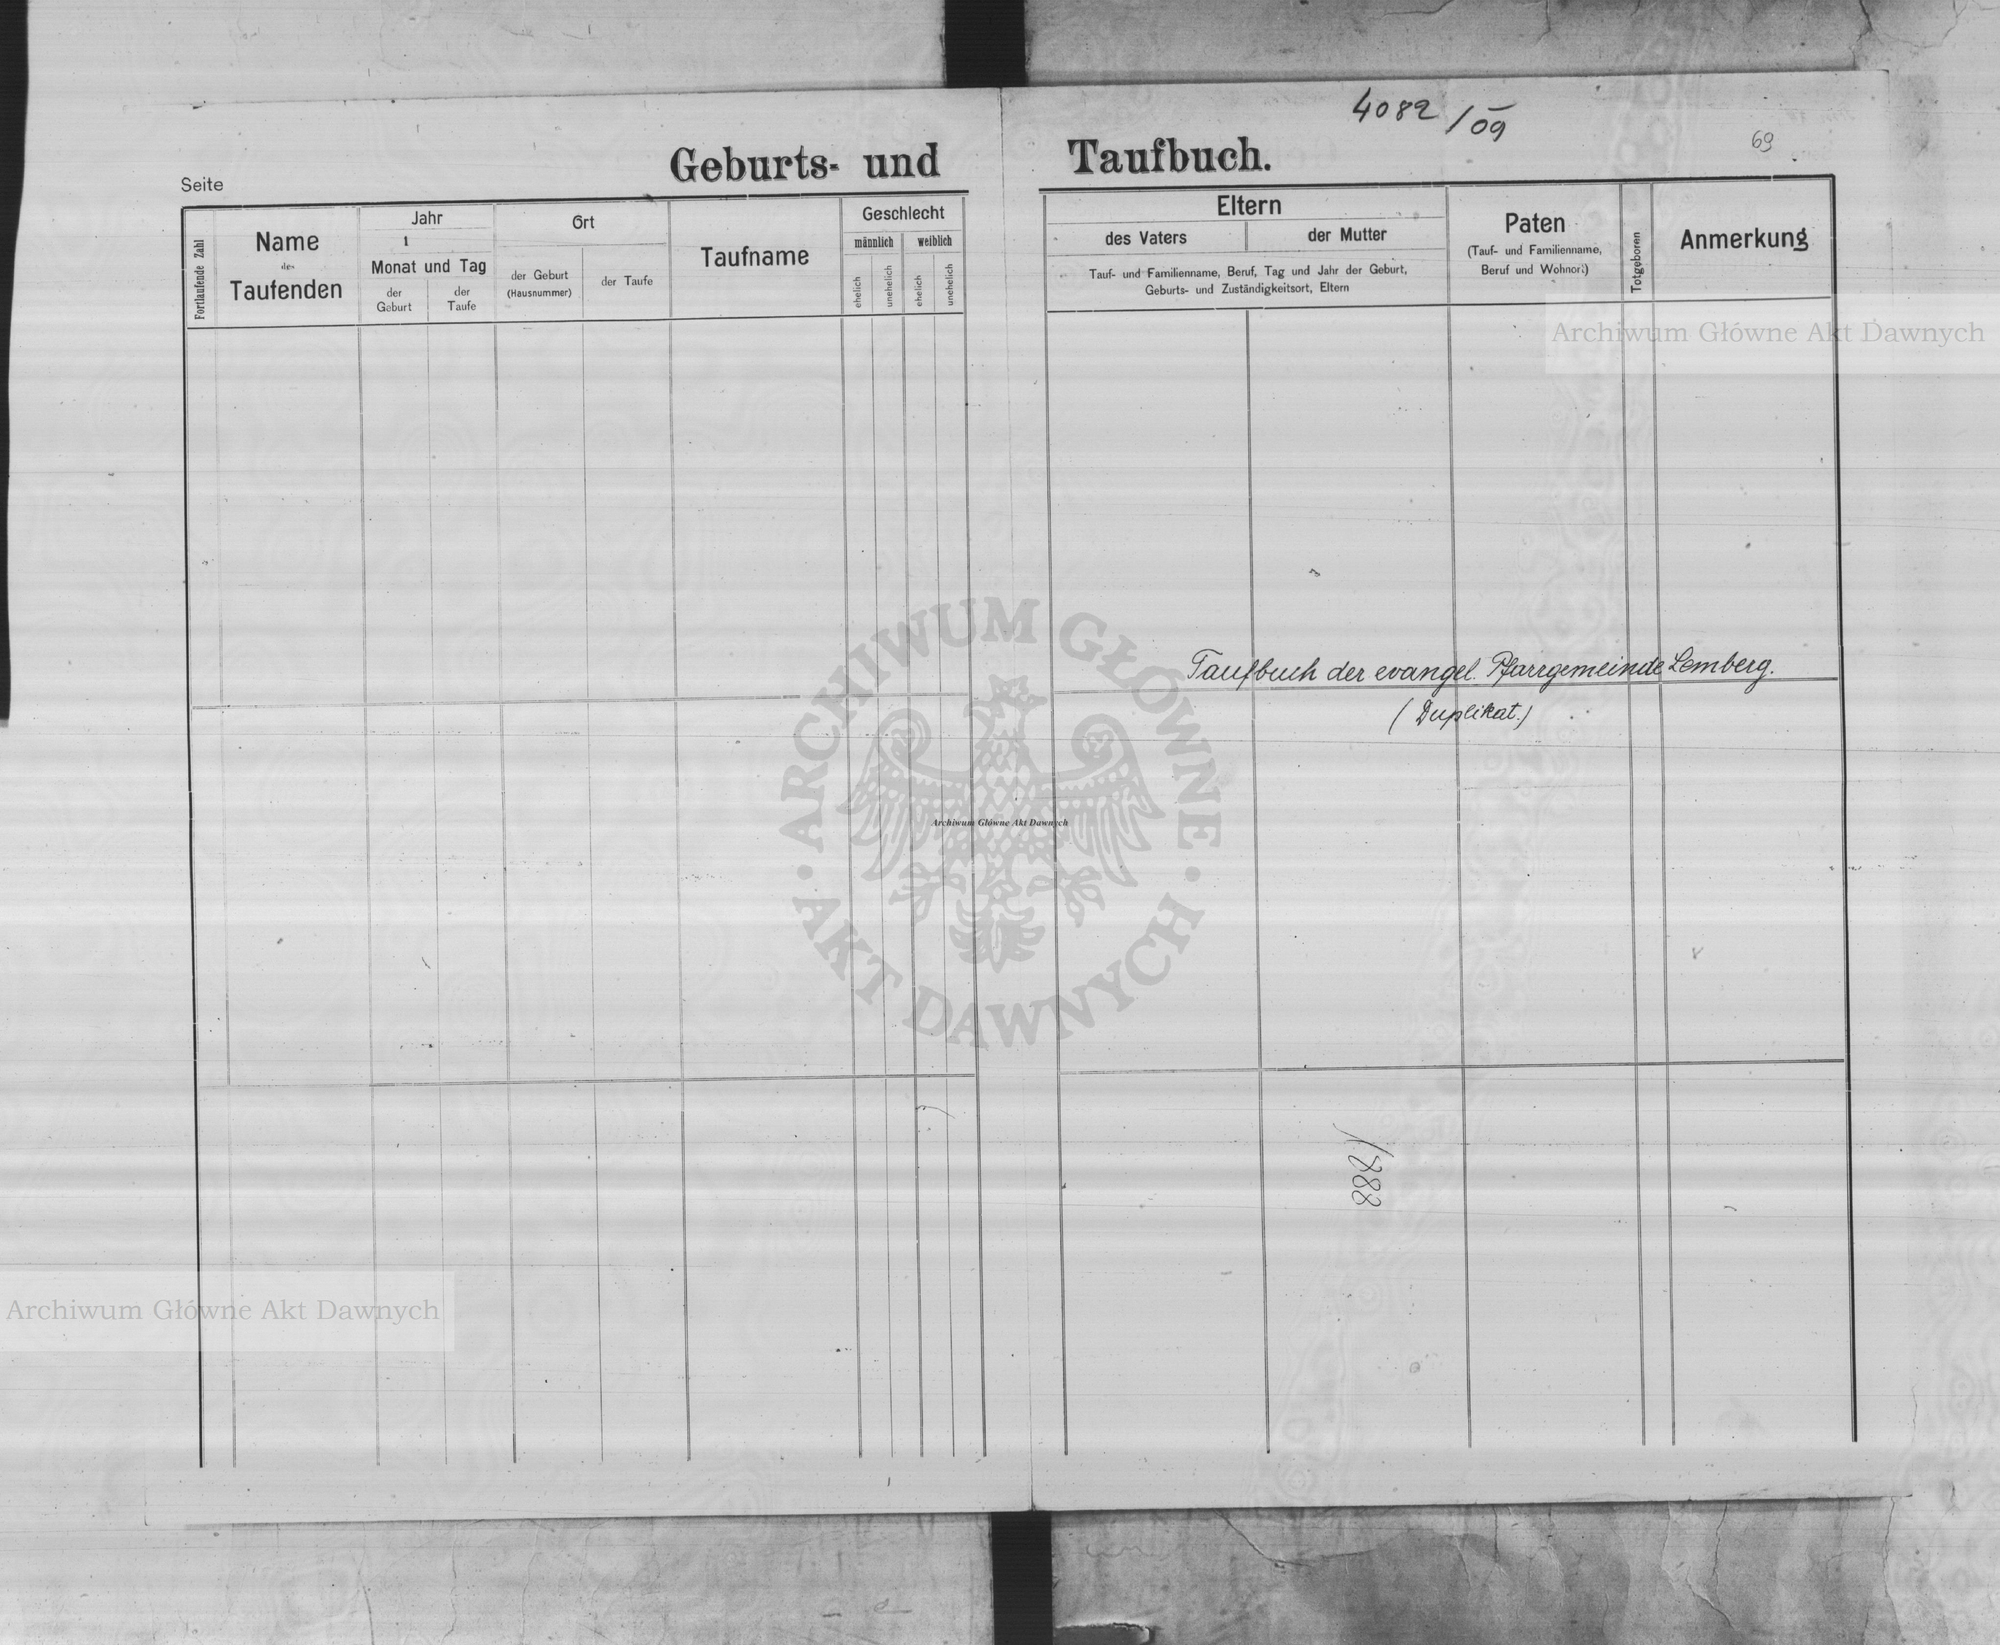 4082/09
69
Geburts- und Taufbuch.
Seite
Fortlaufende Zahl
Name
des
Taufenden
Jahr
1
Monat und Tag
der Geburt
der Taufe
Ort
der Geburt
(Hausnummer)
der Taufe
Taufname
Geschlecht
männlich
weiblich
ehelich
unehelich
ehelich
unehelich
Eltern
des Vaters
der Mutter
Tauf- und Familienname, Beruf, Tag und Jahr der Geburt,
Geburts- und Zuständigkeitsort, Eltern
Paten
(Tauf- und Familienname,
Beruf und Wohnort)
Totgeboren
Anmerkung
Archiwum Główne Akt Dawnych
Taufbuch der evangel. Pfarrgemeinde Lemberg.
(Duplikat.)
ARCHIWUM GŁÓWNE
AKT DAWNYCH
Archiwum Główne Akt Dawnych
1888
Archiwum Główne Akt Dawnych